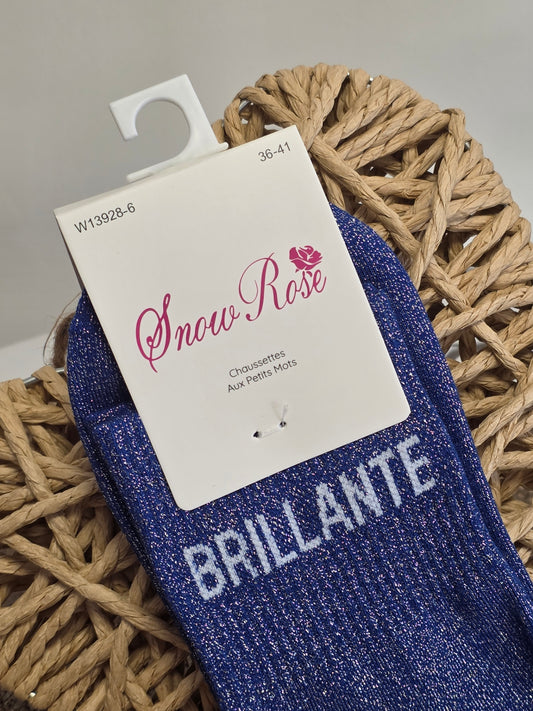 W13928-6
36-41
Snow Rose
Chaussettes
Aux Petits Mots
BRILLANTE